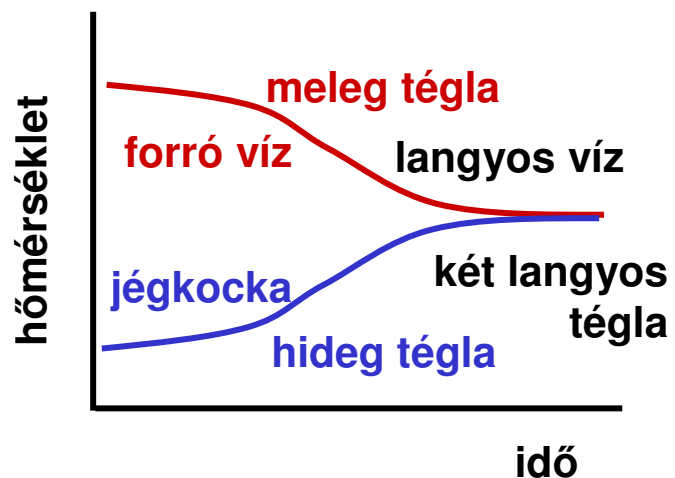 hőmérséklet
meleg tégla
forró víz
langyos víz
jégkocka
két langyos
tégla
hideg tégla
idő